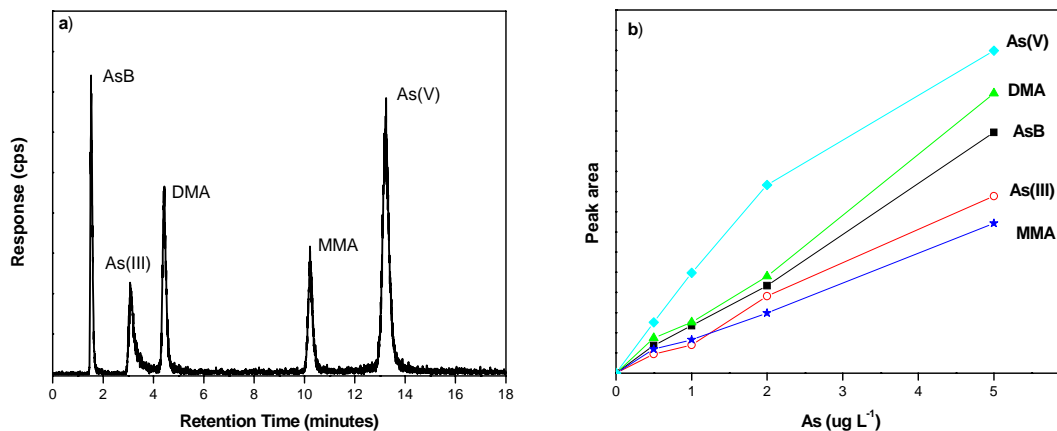 a)
AsB
As(V)
DMA
MMA
As(III)
Response (cps)
0 2 4 6 8 10 12 14 16 18
Retention Time (minutes)
b)
As(V)
DMA
AsB
As(III)
MMA
Peak area
0 1 2 3 4 5
As (ug L⁻¹)